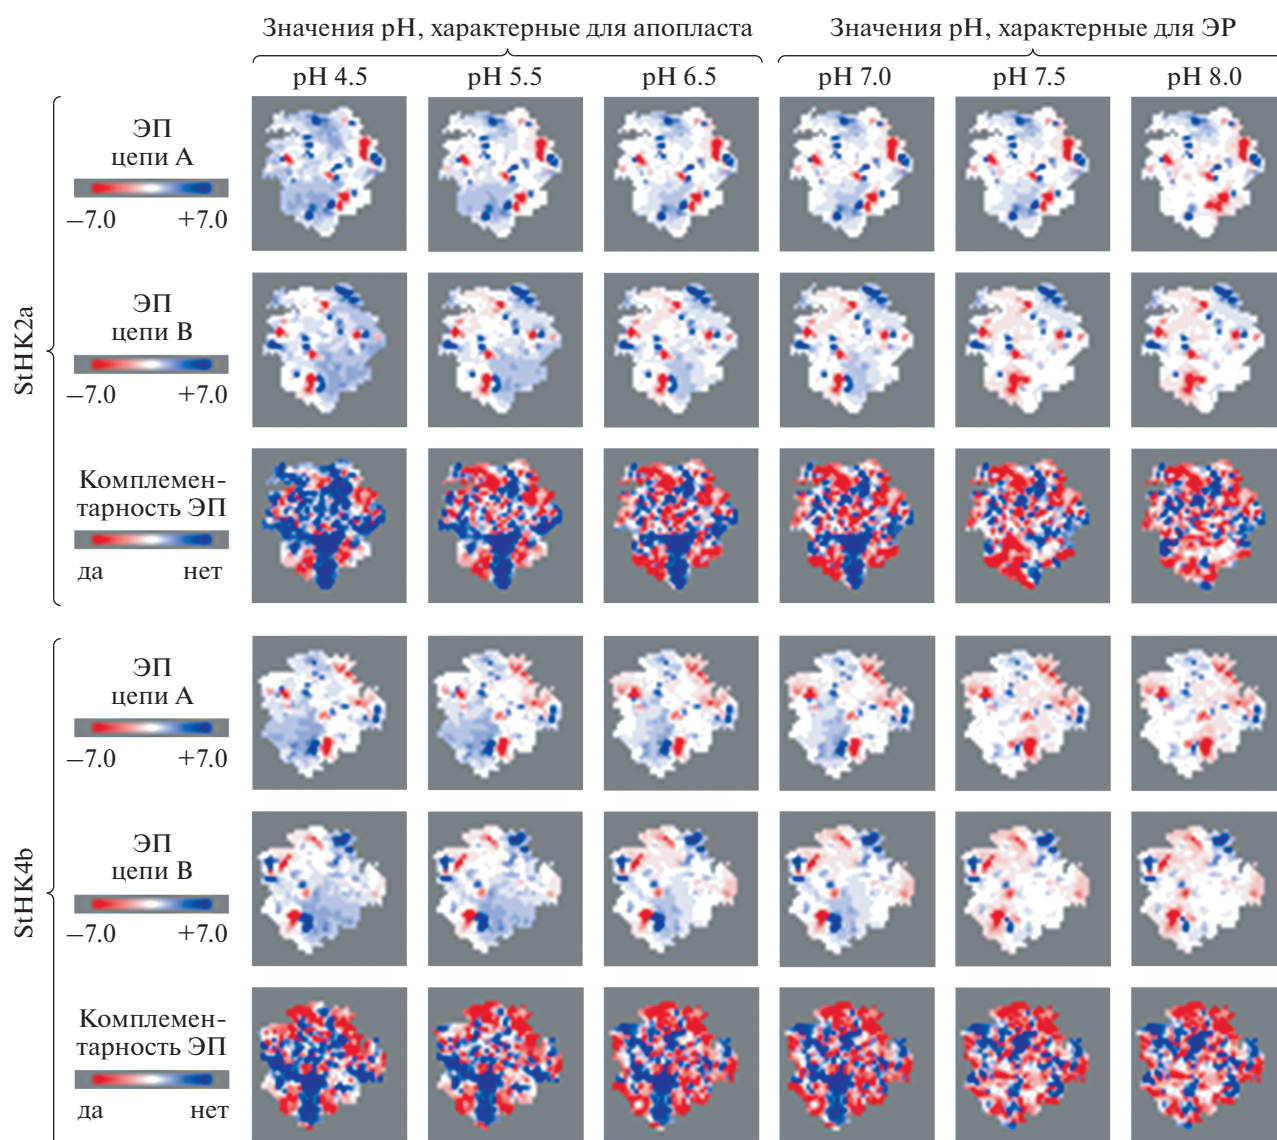 Значения pH, характерные для апопласта
Значения pH, характерные для ЭР
pH 4.5
pH 5.5
pH 6.5
pH 7.0
pH 7.5
pH 8.0
StHK2a
ЭП
цепи A
−7.0 +7.0
ЭП
цепи B
−7.0 +7.0
Комплемен-
тарность ЭП
да нет
StHK4b
ЭП
цепи A
−7.0 +7.0
ЭП
цепи B
−7.0 +7.0
Комплемен-
тарность ЭП
да нет